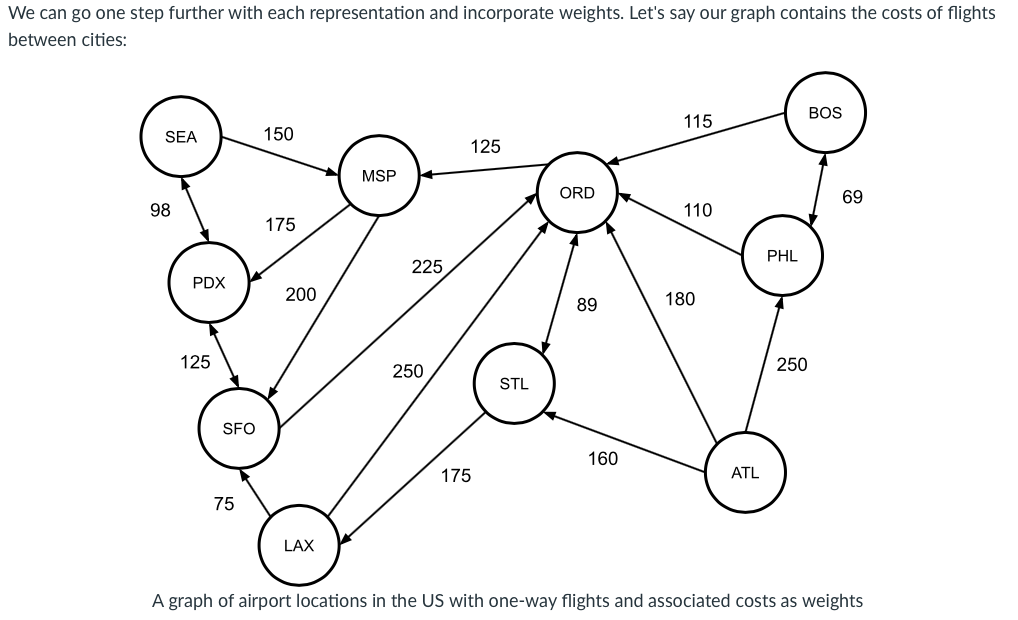 We can go one step further with each representation and incorporate weights. Let's say our graph contains the costs of flights
between cities:
BOS
115
SEA
150
125
MSP
ORD
98
175
110
69
PHL
PDX
225
200
89
180
125
250
250
STL
SFO
160
ATL
175
75
LAX
A graph of airport locations in the US with one-way flights and associated costs as weights